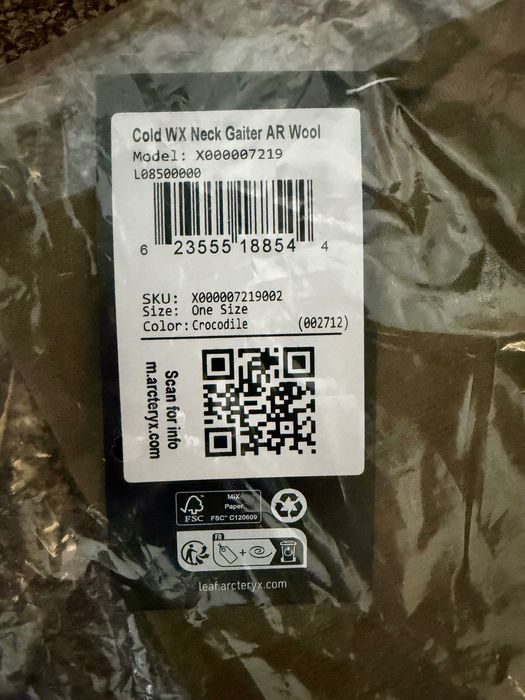 Cold WX Neck Gaiter AR Wool
Model: X000007219
L08500000
6 23555 18854 4
SKU: X000007219002
Size: One Size
Color: Crocodile (002712)
Scan for info
m.arcteryx.com
FSC
MIX
Paper
FSC™ C120609
FR
leaf.arcteryx.com